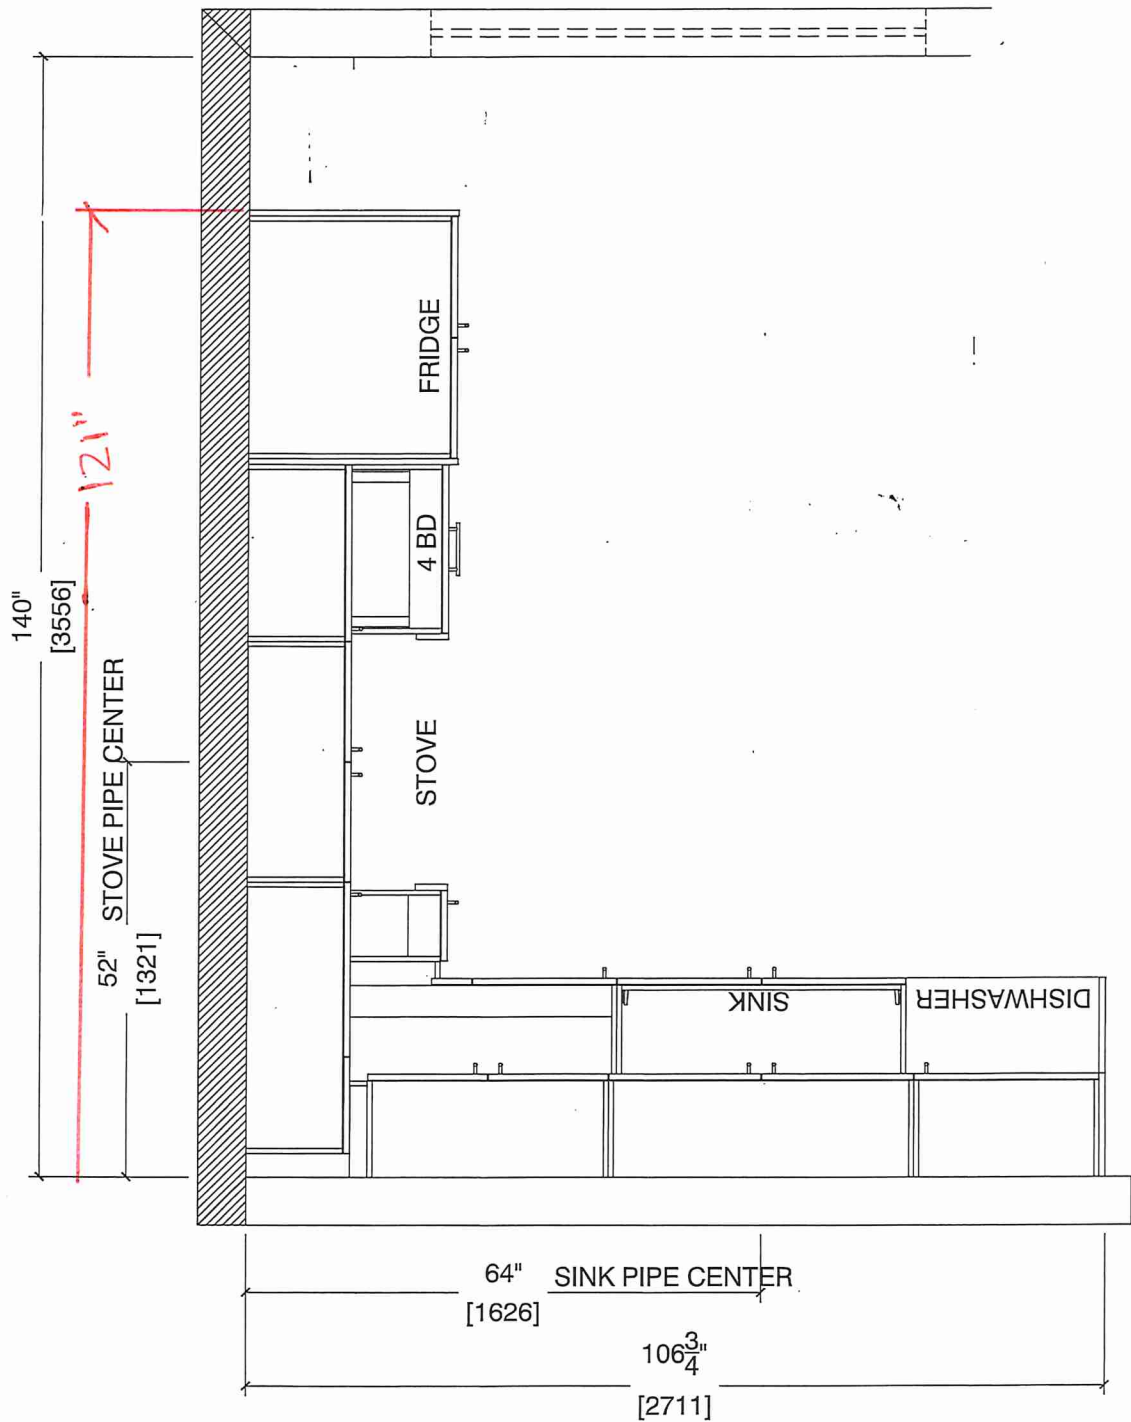 140"
[3556]
121"
52" STOVE PIPE CENTER
[1321]
FRIDGE
4 BD
STOVE
SINK
DISHWASHER
64" SINK PIPE CENTER
[1626]
106 3/4"
[2711]